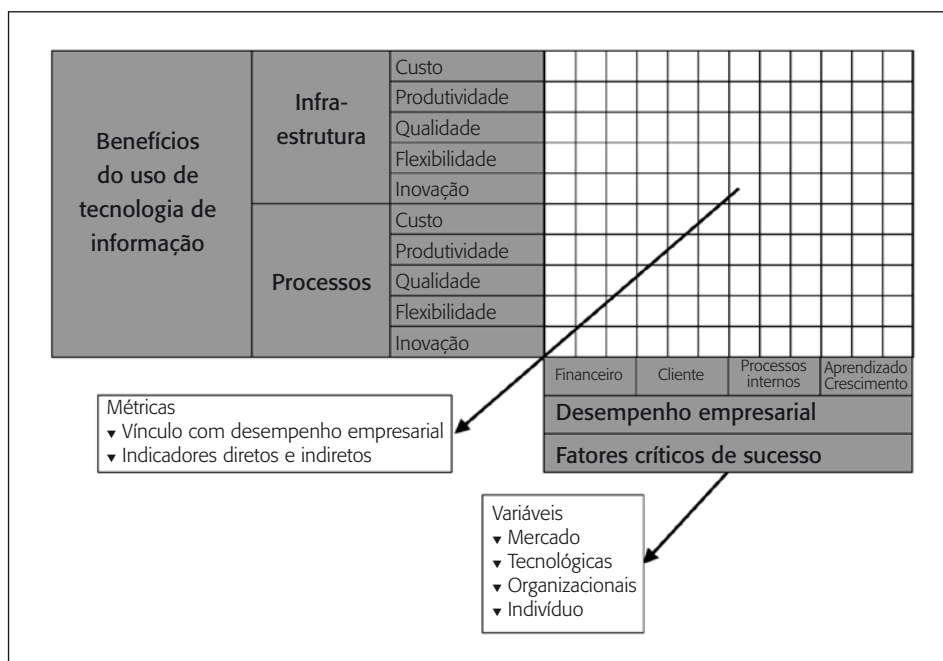 Benefícios
do uso de
tecnologia de
informação
Infra-
estrutura
Custo
Produtividade
Qualidade
Flexibilidade
Inovação
Processos
Custo
Produtividade
Qualidade
Flexibilidade
Inovação
Financeiro
Cliente
Processos
internos
Aprendizado
Crescimento
Desempenho empresarial
Fatores críticos de sucesso
Métricas
▼ Vínculo com desempenho empresarial
▼ Indicadores diretos e indiretos
Variáveis
▼ Mercado
▼ Tecnológicas
▼ Organizacionais
▼ Indivíduo